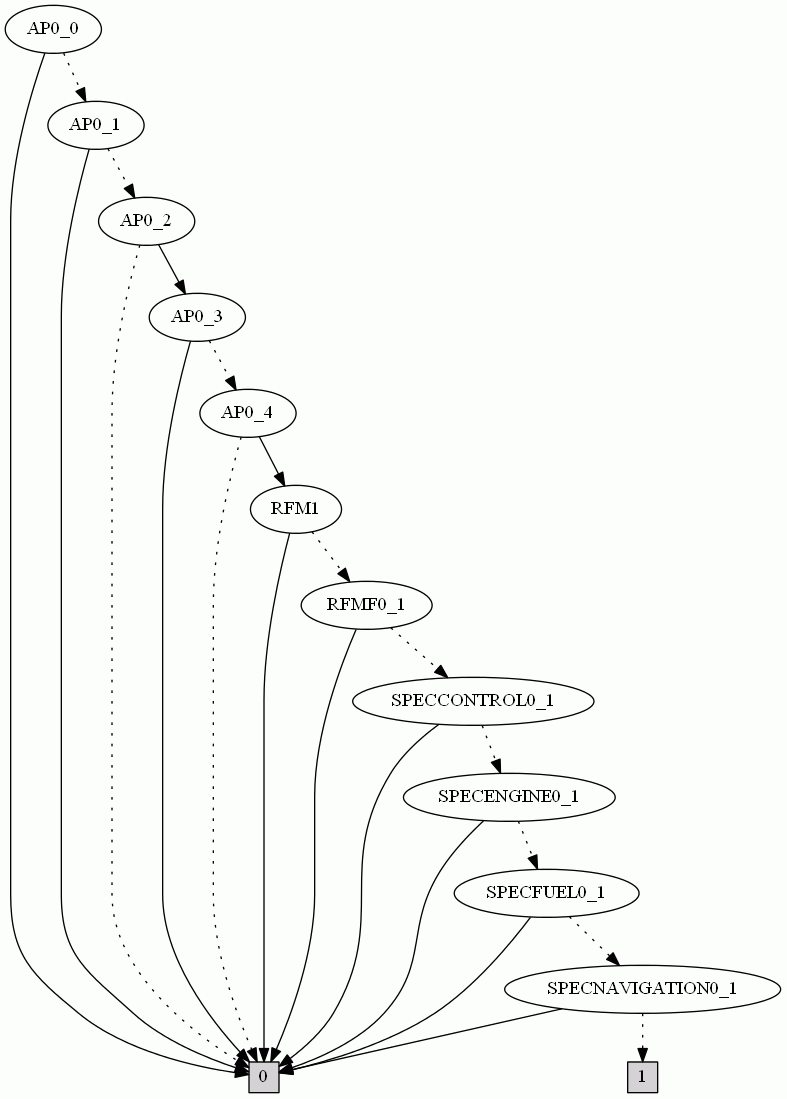 AP0_0
AP0_1
AP0_2
AP0_3
AP0_4
RFM1
RFMF0_1
SPECCONTROL0_1
SPECENGINE0_1
SPECFUEL0_1
SPECNAVIGATION0_1
0
1